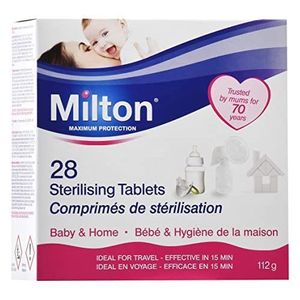 Milton®
MAXIMUM PROTECTION
Trusted
by mums for
70
years
28
Sterilising Tablets
Comprimés de stérilisation
Baby & Home • Bébé & Hygiène de la maison
IDEAL FOR TRAVEL - EFFECTIVE IN 15 MIN
IDEAL EN VOYAGE - EFFICACE EN 15 MIN
112 g